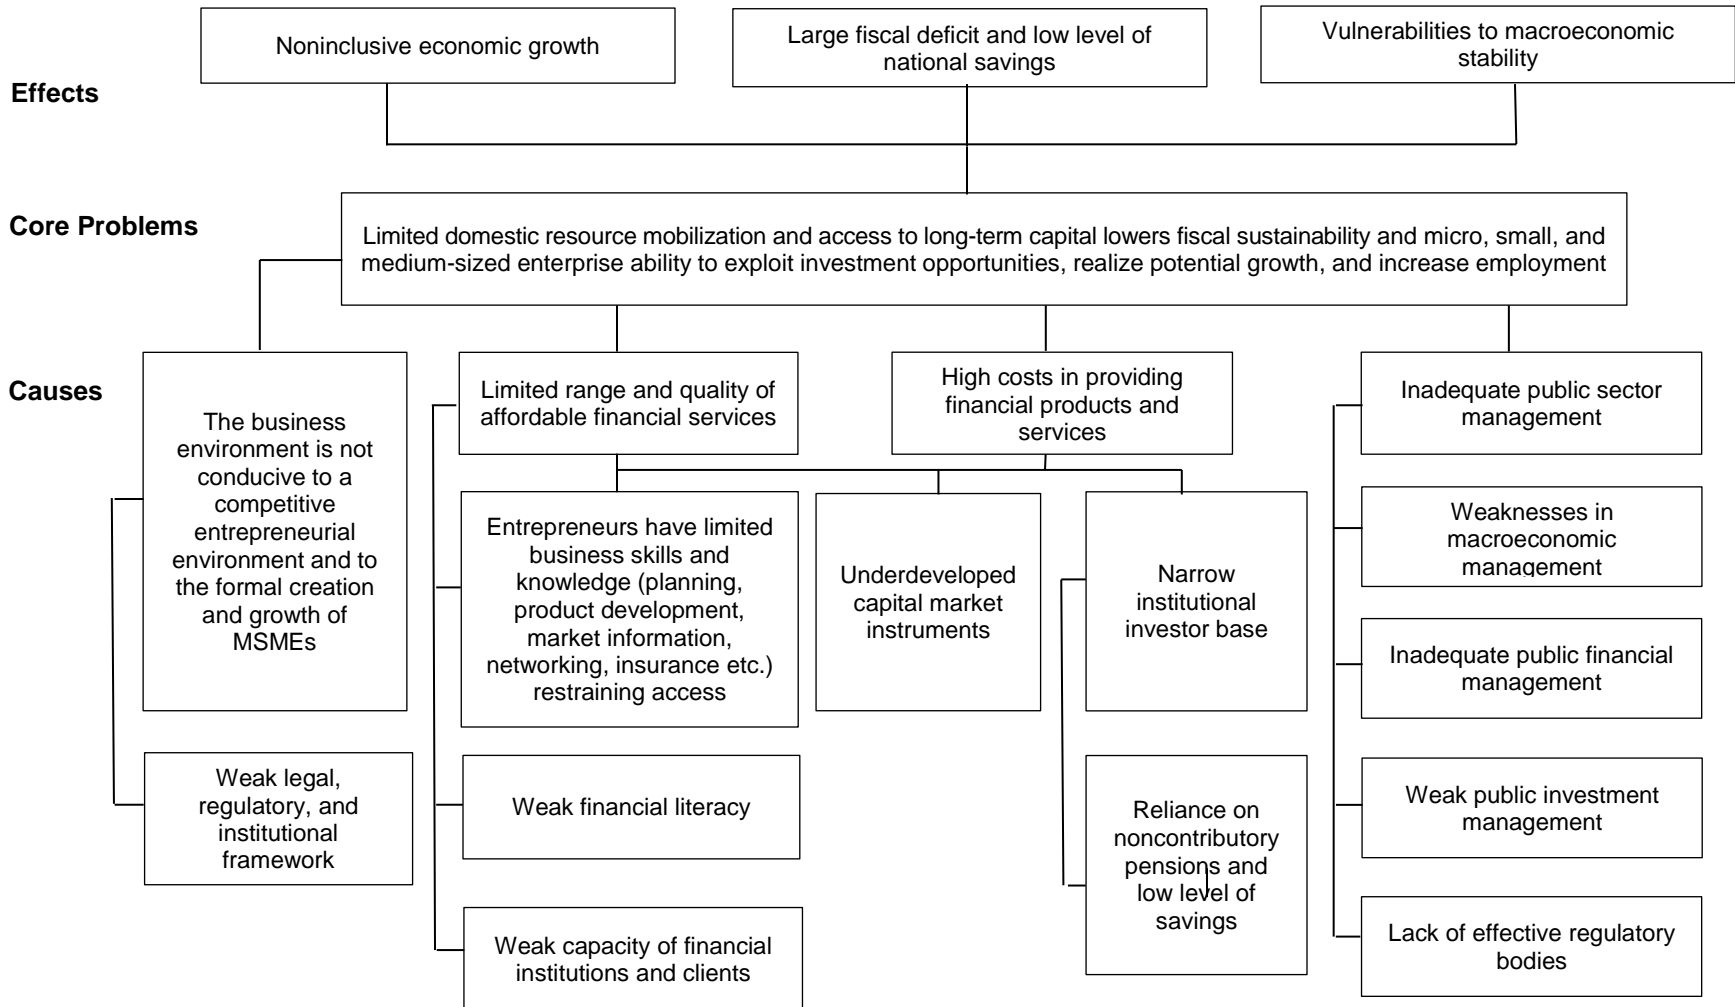 Noninclusive economic growth
Large fiscal deficit and low level of
national savings
Vulnerabilities to macroeconomic
stability
Effects
Core Problems
Limited domestic resource mobilization and access to long-term capital lowers fiscal sustainability and micro, small, and
medium-sized enterprise ability to exploit investment opportunities, realize potential growth, and increase employment
Causes
The business
environment is not
conducive to a
competitive
entrepreneurial
environment and to
the formal creation
and growth of
MSMEs
Weak legal,
regulatory, and
institutional
framework
Limited range and quality of
affordable financial services
Entrepreneurs have limited
business skills and
knowledge (planning,
product development,
market information,
networking, insurance etc.)
restraining access
Weak financial literacy
Weak capacity of financial
institutions and clients
High costs in providing
financial products and
services
Underdeveloped
capital market
instruments
Narrow
institutional
investor base
Reliance on
noncontributory
pensions and
low level of
savings
Inadequate public sector
management
Weaknesses in
macroeconomic
management
Inadequate public financial
management
Weak public investment
management
Lack of effective regulatory
bodies